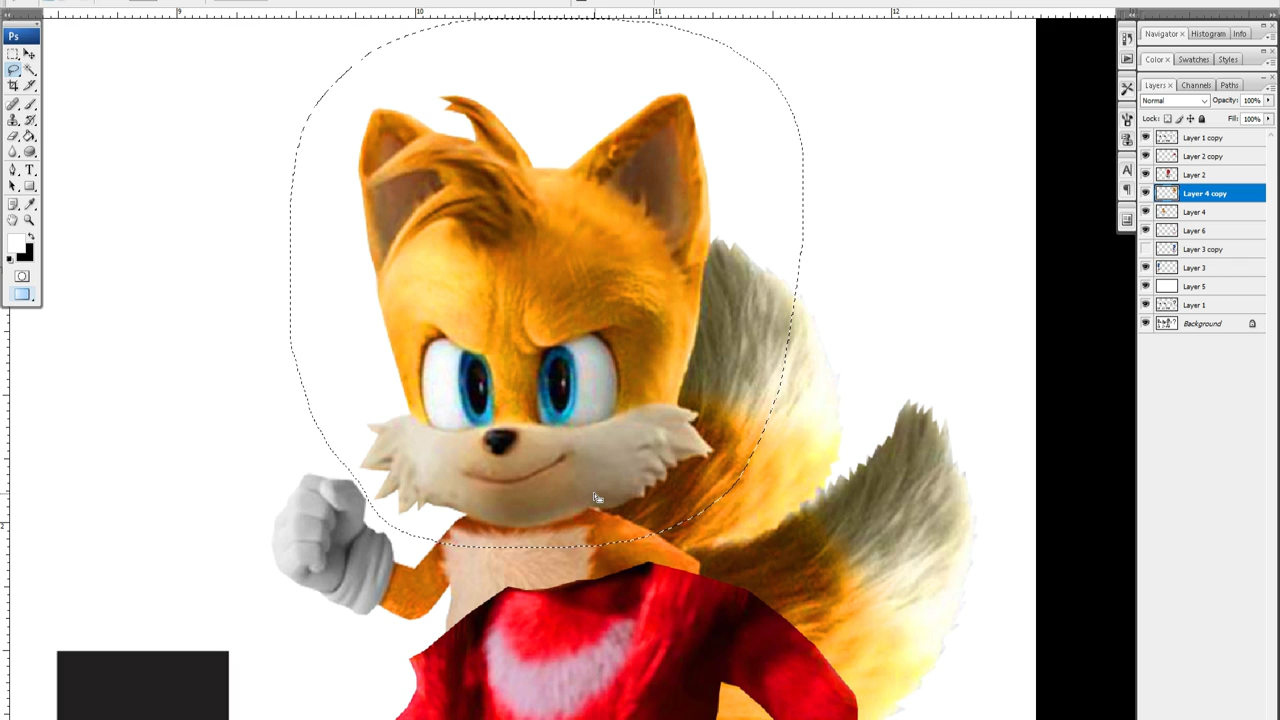 9 10 11 12
Ps
Navigator × Histogram Info
Color × Swatches Styles
Layers × Channels Paths
Normal Opacity: 100%
Lock: Fill: 100%
Layer 1 copy
Layer 2 copy
Layer 2
Layer 4 copy
Layer 4
Layer 6
Layer 3 copy
Layer 3
Layer 5
Layer 1
Background
2